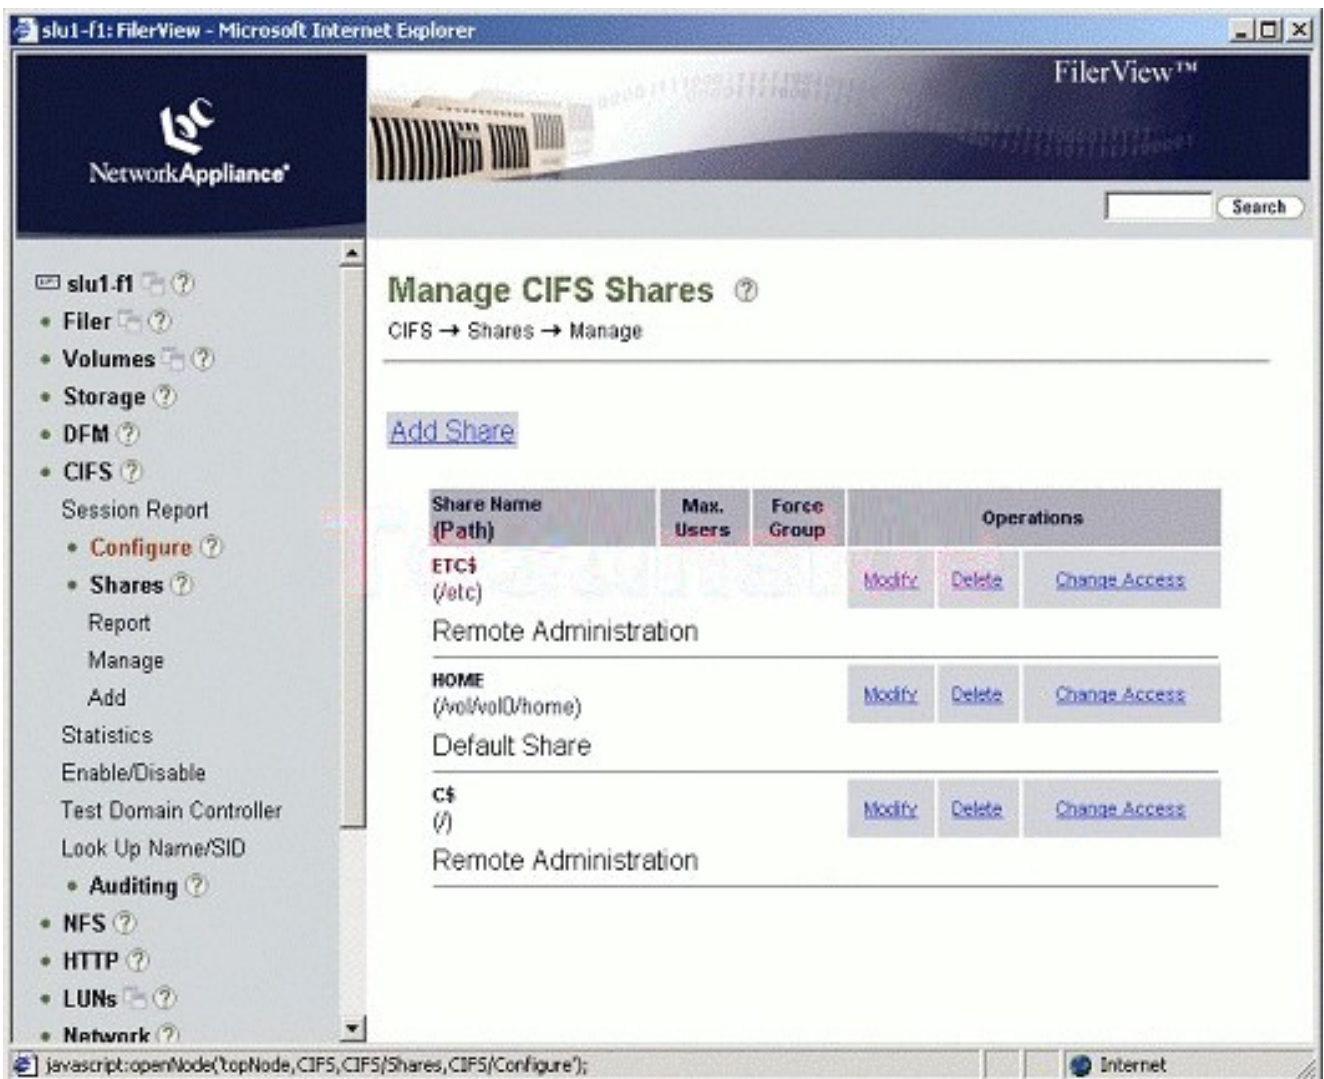 slu1-f1: FilerView - Microsoft Internet Explorer
FilerView™
NetworkAppliance®
Search
slu1-f1
Filer
Volumes
Storage
DFM
CIFS
Session Report
Configure
Shares
Report
Manage
Add
Statistics
Enable/Disable
Test Domain Controller
Look Up Name/SID
Auditing
NFS
HTTP
LUNs
Network
Manage CIFS Shares
CIFS → Shares → Manage
Add Share
Share Name (Path) Max. Users Force Group Operations
ETC$
(/etc) Modify Delete Change Access
Remote Administration
HOME
(/vol/vol0/home) Modify Delete Change Access
Default Share
C$
(/) Modify Delete Change Access
Remote Administration
javascript:openNode('topNode,CIFS,CIFS/Shares,CIFS/Configure');
Internet